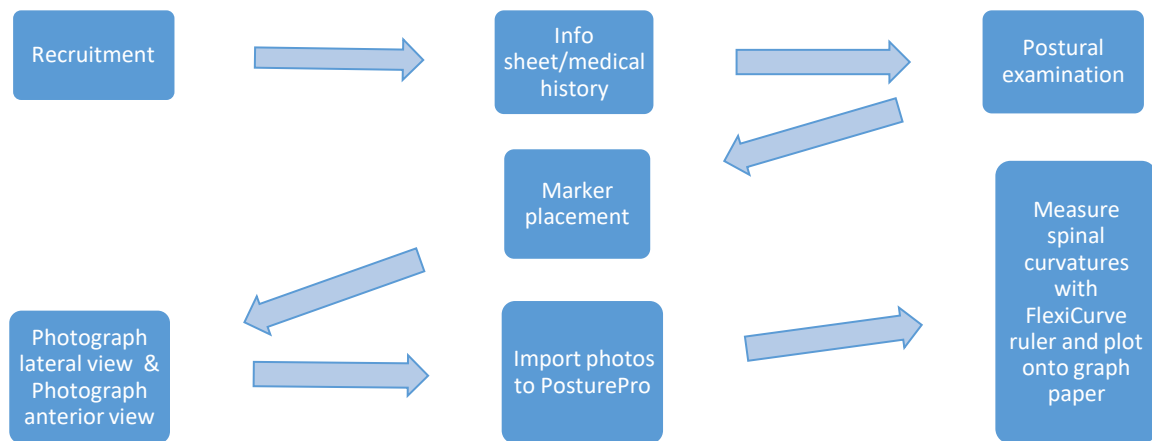 Recruitment
Info
sheet/medical
history
Postural
examination
Marker
placement
Photograph
lateral view & 
Photograph
anterior view
Import photos
to PosturePro
Measure
spinal
curvatures
with
FlexiCurve
ruler and plot
onto graph
paper